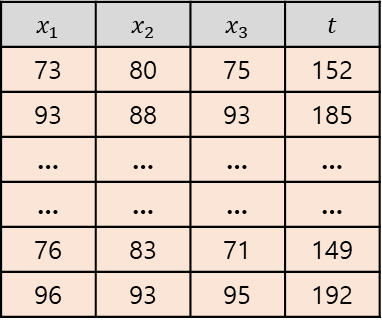 x₁ x₂ x₃ t
73 80 75 152
93 88 93 185
... ... ... ...
... ... ... ...
76 83 71 149
96 93 95 192